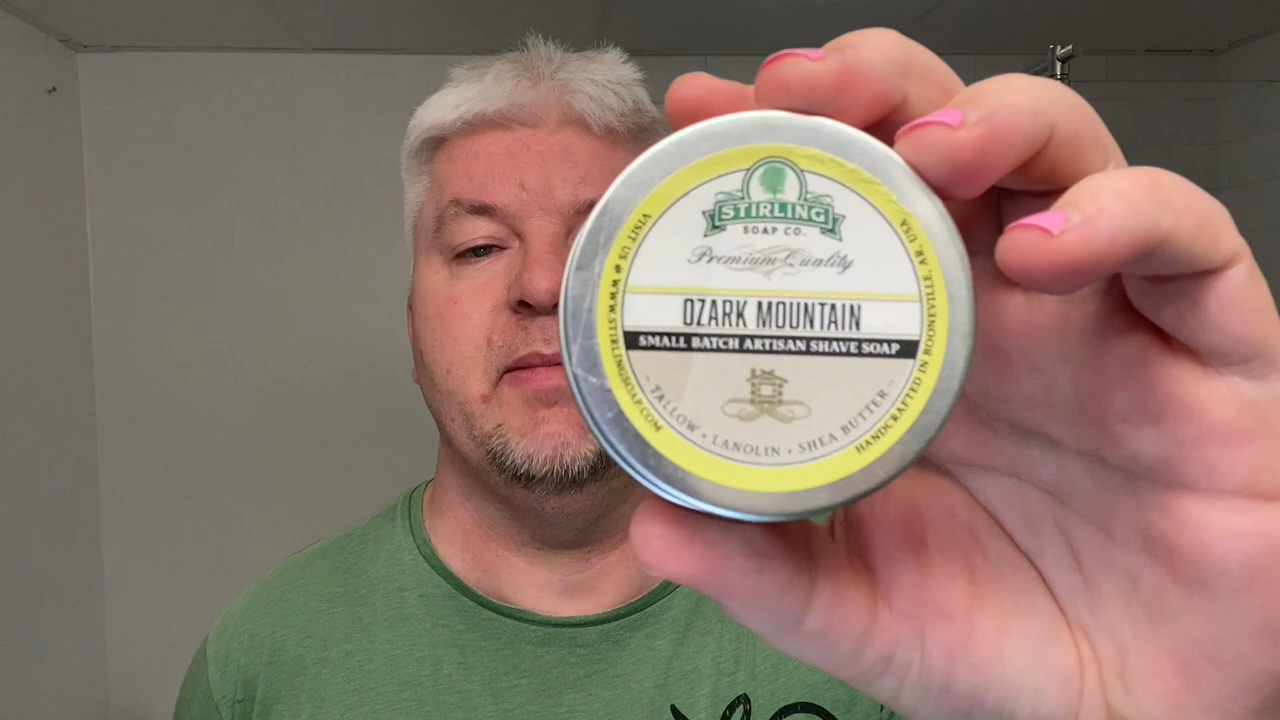 STIRLING
SOAP CO.
Premium Quality
OZARK MOUNTAIN
SMALL BATCH ARTISAN SHAVE SOAP
~ TALLOW • LANOLIN • SHEA BUTTER ~
VISIT US @ WWW.STIRLINGSOAP.COM
HANDCRAFTED IN BOONEVILLE, AR, USA